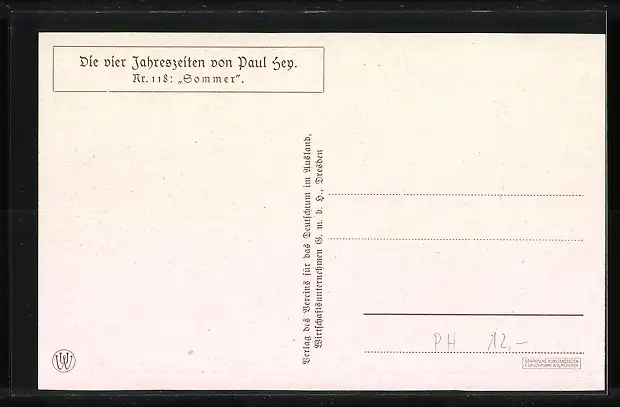 Die vier Jahreszeiten von Paul Hey.
Nr. 118: „Sommer".
Verlag des Vereins für das Deutschtum im Ausland,
Wirtschaftsunternehmen G. m. b. H., Dresden
PH 12,-